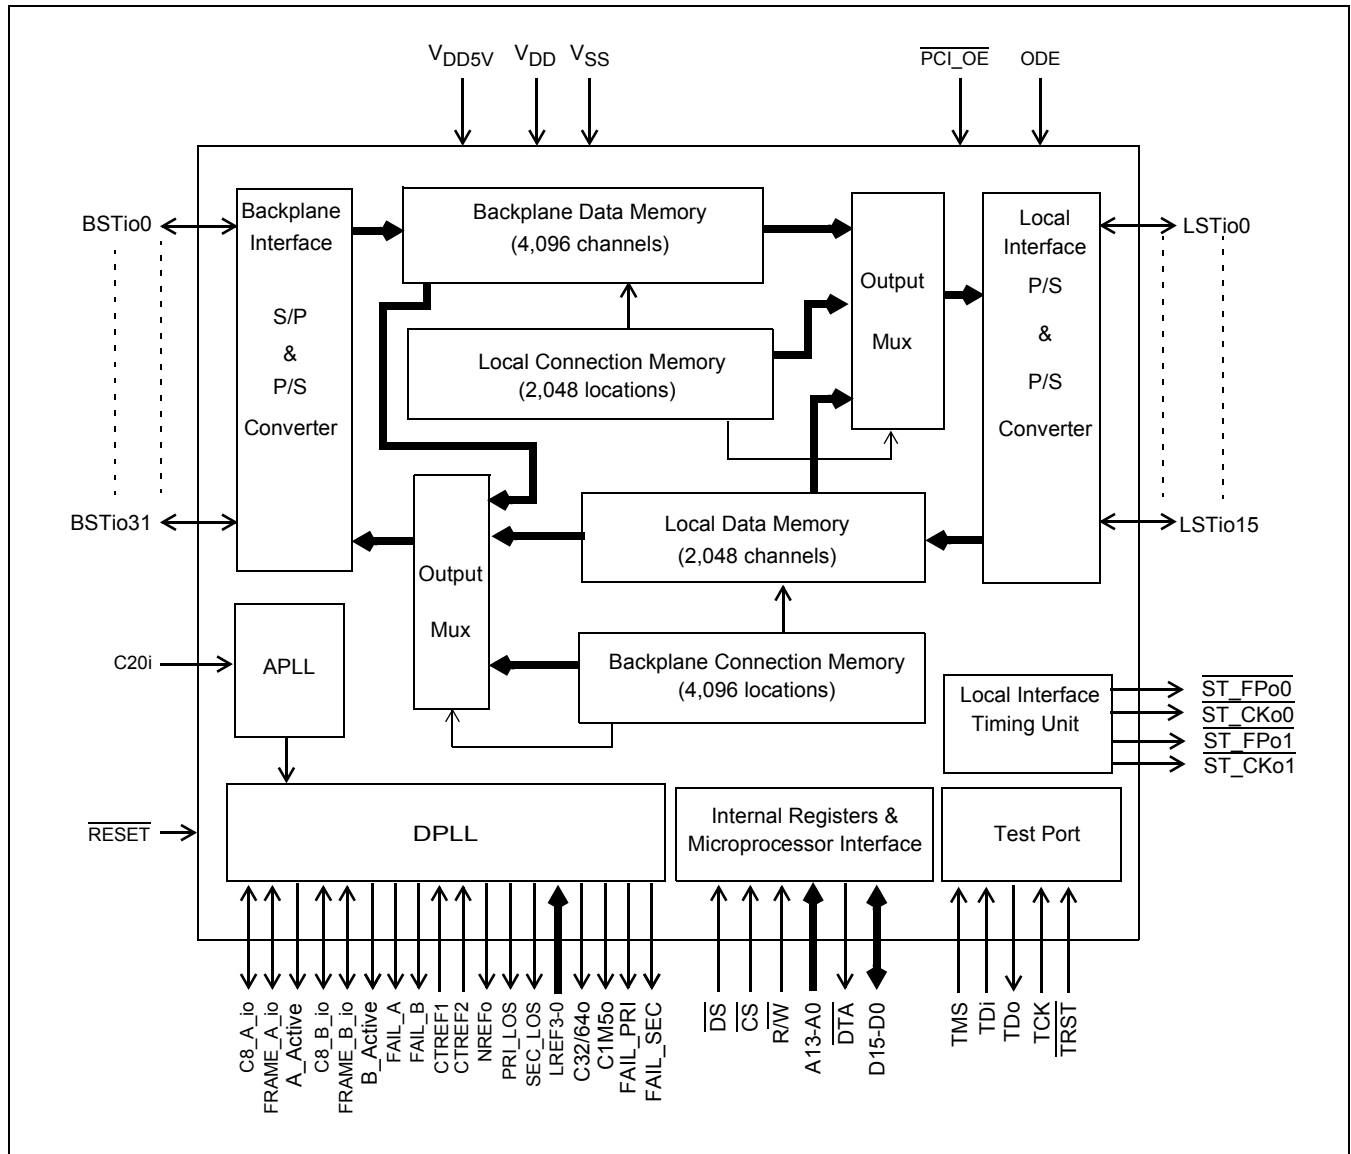 VDD5V VDD VSS PCI_OE ODE
BSTio0
BSTio31
Backplane
Interface
S/P
&
P/S
Converter
Backplane Data Memory
(4,096 channels)
Local Connection Memory
(2,048 locations)
Output
Mux
Local
Interface
P/S
&
P/S
Converter
LSTio0
LSTio15
Local Data Memory
(2,048 channels)
Output
Mux
Backplane Connection Memory
(4,096 locations)
C20i
APLL
Local Interface
Timing Unit
ST_FPo0
ST_CKo0
ST_FPo1
ST_CKo1
RESET
DPLL
Internal Registers &
Microprocessor Interface
Test Port
C8_A_io
FRAME_A_io
A_Active
C8_B_io
FRAME_B_io
B_Active
FAIL_A
FAIL_B
CTREF1
CTREF2
NREFo
PRI_LOS
SEC_LOS
LREF3-0
C32/64o
C1M5o
FAIL_PRI
FAIL_SEC
DS
CS
R/W
A13-A0
DTA
D15-D0
TMS
TDi
TDo
TCK
TRST